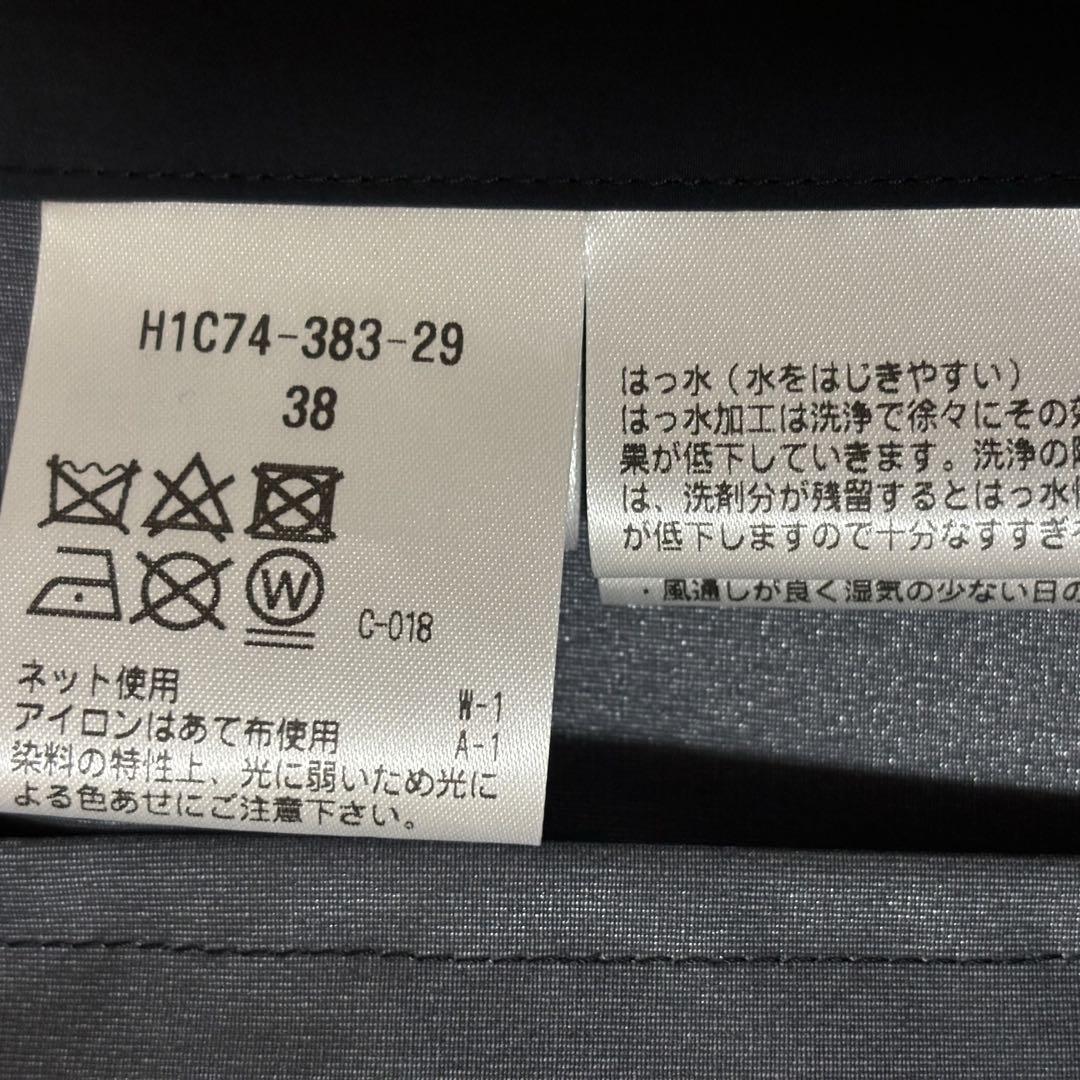 H1C74-383-29
38
W
C-018
ネット使用
W-1
アイロンはあて布使用
A-1
染料の特性上、光に弱いため光に
よる色あせにご注意下さい。
はっ水(水をはじきやすい)
はっ水加工は洗浄で徐々にその効
果が低下していきます。洗浄の際
は、洗剤分が残留するとはっ水性
が低下しますので十分なすすぎを
・風通しが良く湿気の少ない日の